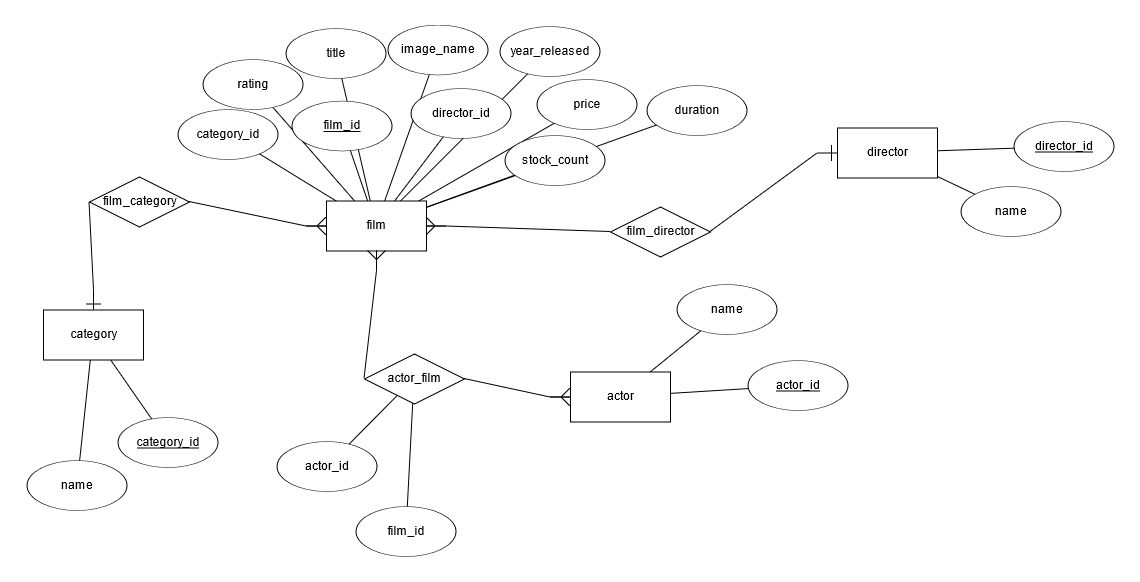 title
image_name
year_released
rating
price
director_id
duration
category_id
film_id
stock_count
director
director_id
film_category
name
film
film_director
name
category
actor_film
actor_id
actor
category_id
actor_id
name
film_id